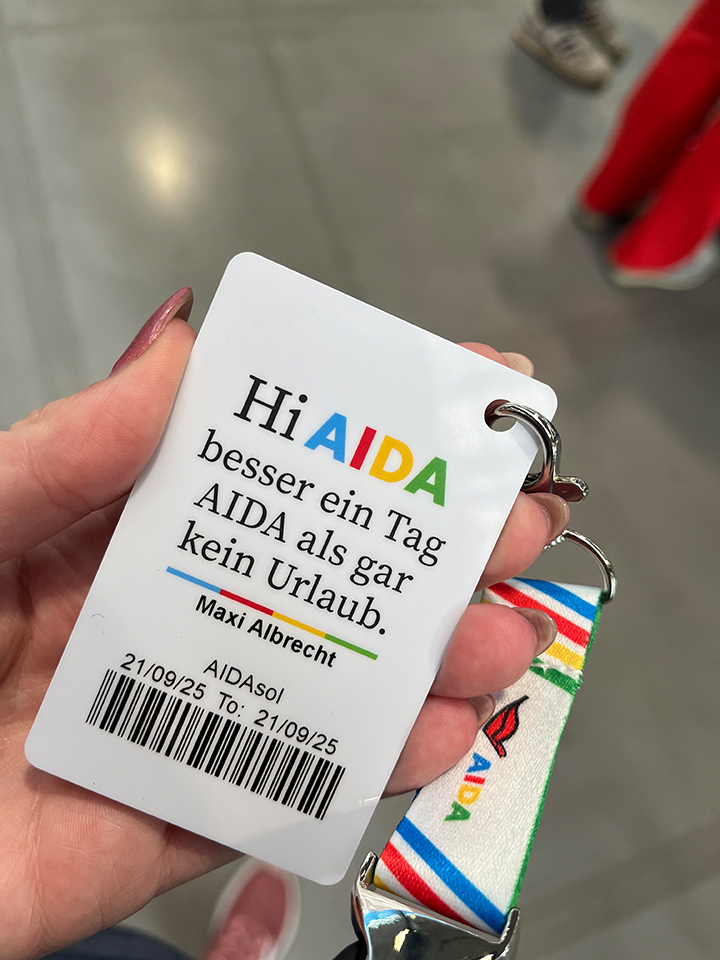 Hi AIDA
besser ein Tag
AIDA als gar
kein Urlaub.
Maxi Albrecht
AIDAsol
21/09/25 To: 21/09/25
AIDA